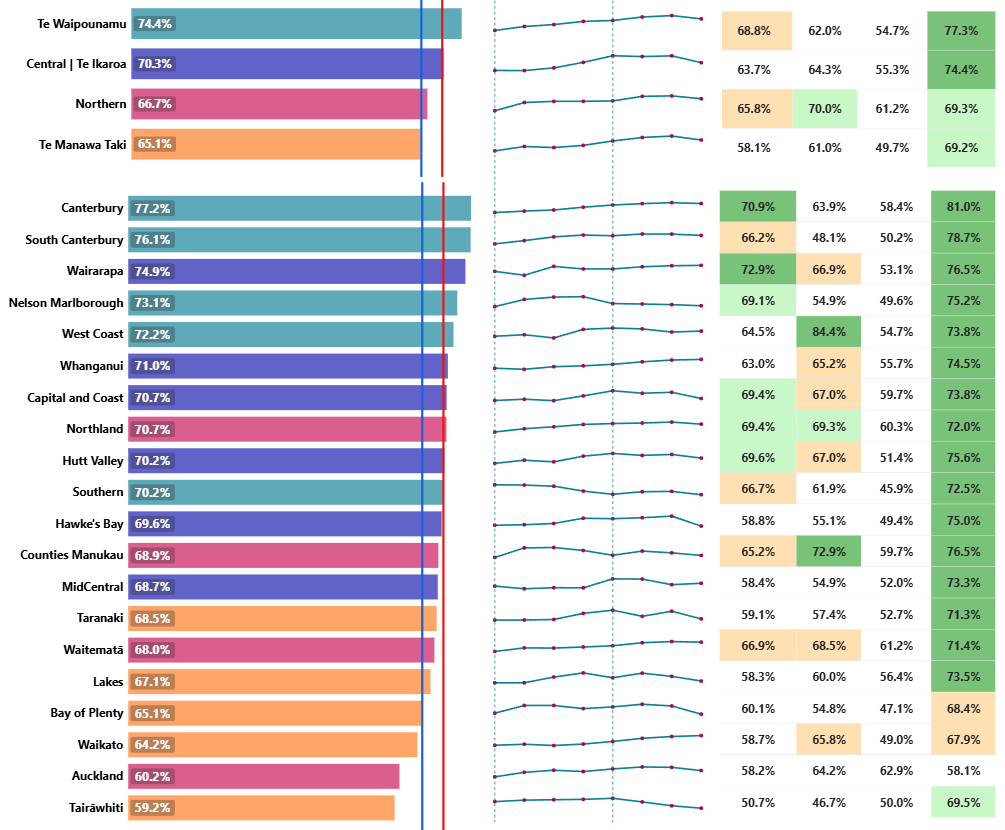 Te Waipounamu 74.4% 68.8% 62.0% 54.7% 77.3%
Central | Te Ikaroa 70.3% 63.7% 64.3% 55.3% 74.4%
Northern 66.7% 65.8% 70.0% 61.2% 69.3%
Te Manawa Taki 65.1% 58.1% 61.0% 49.7% 69.2%
Canterbury 77.2% 70.9% 63.9% 58.4% 81.0%
South Canterbury 76.1% 66.2% 48.1% 50.2% 78.7%
Wairarapa 74.9% 72.9% 66.9% 53.1% 76.5%
Nelson Marlborough 73.1% 69.1% 54.9% 49.6% 75.2%
West Coast 72.2% 64.5% 84.4% 54.7% 73.8%
Whanganui 71.0% 63.0% 65.2% 55.7% 74.5%
Capital and Coast 70.7% 69.4% 67.0% 59.7% 73.8%
Northland 70.7% 69.4% 69.3% 60.3% 72.0%
Hutt Valley 70.2% 69.6% 67.0% 51.4% 75.6%
Southern 70.2% 66.7% 61.9% 45.9% 72.5%
Hawke's Bay 69.6% 58.8% 55.1% 49.4% 75.0%
Counties Manukau 68.9% 65.2% 72.9% 59.7% 76.5%
MidCentral 68.7% 58.4% 54.9% 52.0% 73.3%
Taranaki 68.5% 59.1% 57.4% 52.7% 71.3%
Waitematā 68.0% 66.9% 68.5% 61.2% 71.4%
Lakes 67.1% 58.3% 60.0% 56.4% 73.5%
Bay of Plenty 65.1% 60.1% 54.8% 47.1% 68.4%
Waikato 64.2% 58.7% 65.8% 49.0% 67.9%
Auckland 60.2% 58.2% 64.2% 62.9% 58.1%
Tairāwhiti 59.2% 50.7% 46.7% 50.0% 69.5%